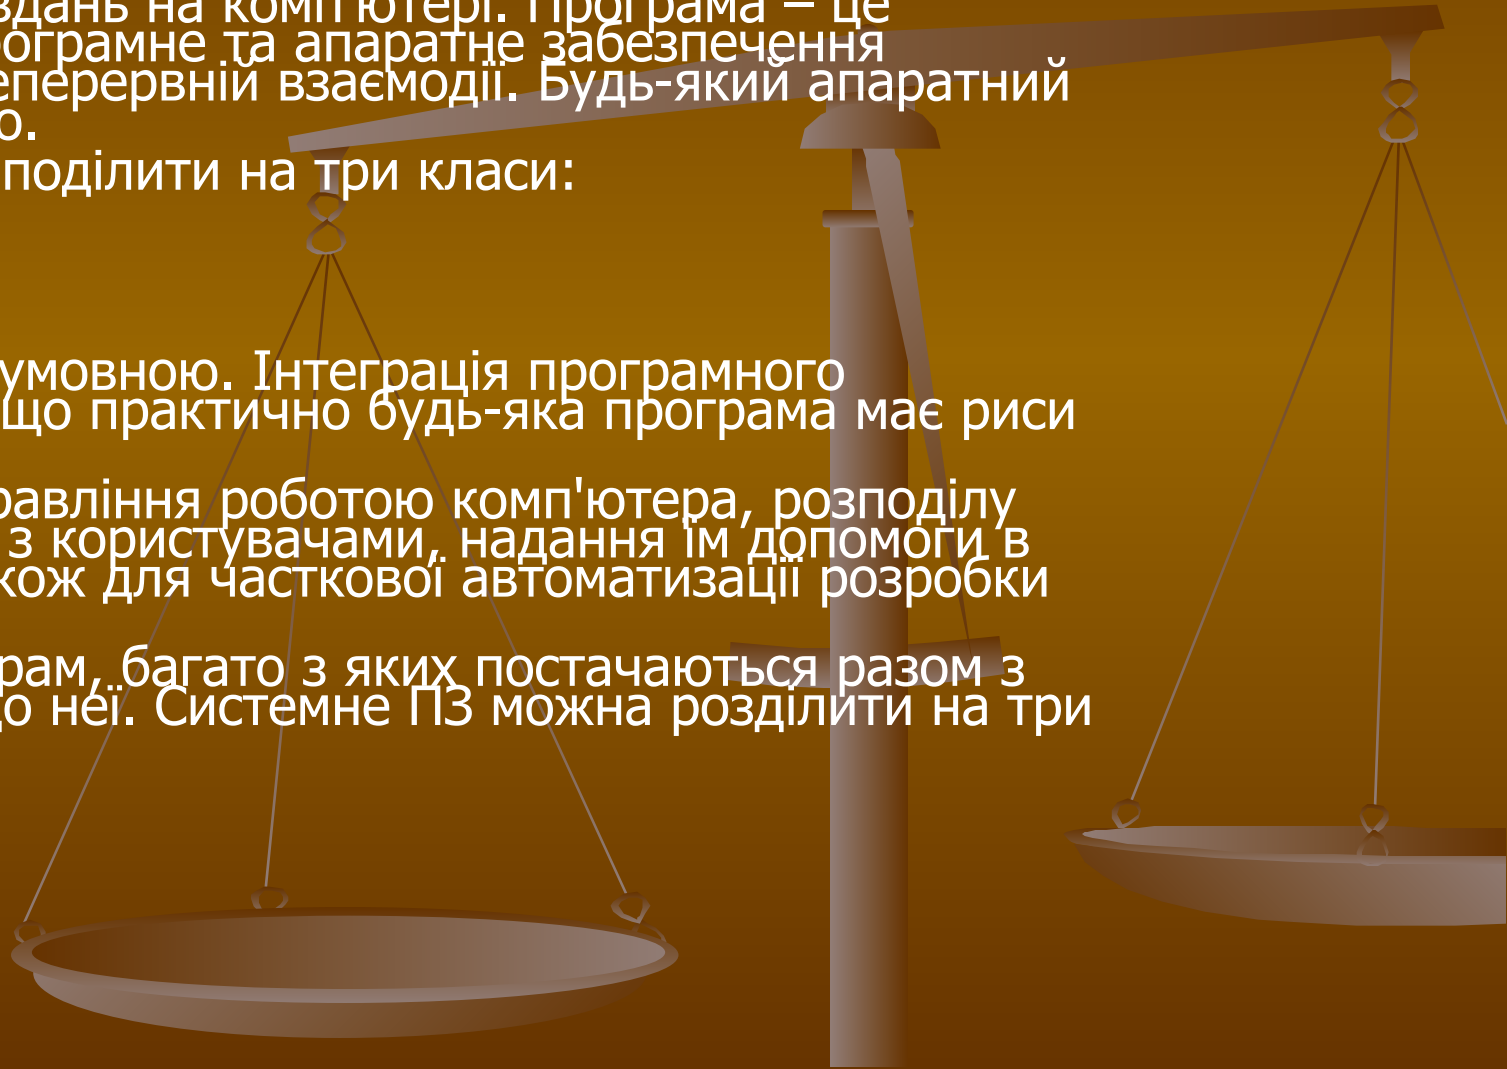 вдань на комп'ютері. Програма – це
ограмне та апаратне забезпечення
еперервній взаємодії. Будь-який апаратний
о.
поділити на три класи:
умовною. Інтеграція програмного
що практично будь-яка програма має риси
равління роботою комп'ютера, розподілу
з користувачами, надання їм допомоги в
кож для часткової автоматизації розробки
рам, багато з яких постачаються разом з
до неї. Системне ПЗ можна розділити на три